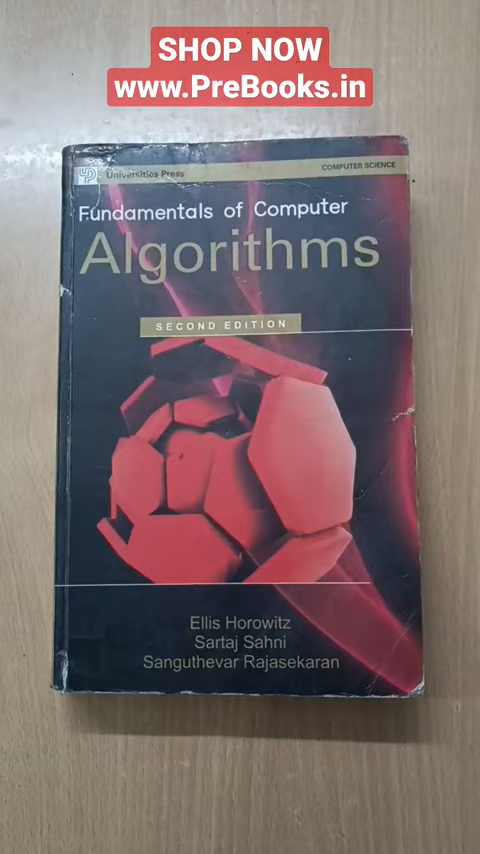 SHOP NOW
www.PreBooks.in
UP Universities Press
COMPUTER SCIENCE
Fundamentals of Computer
Algorithms
SECOND EDITION
Ellis Horowitz
Sartaj Sahni
Sanguthevar Rajasekaran